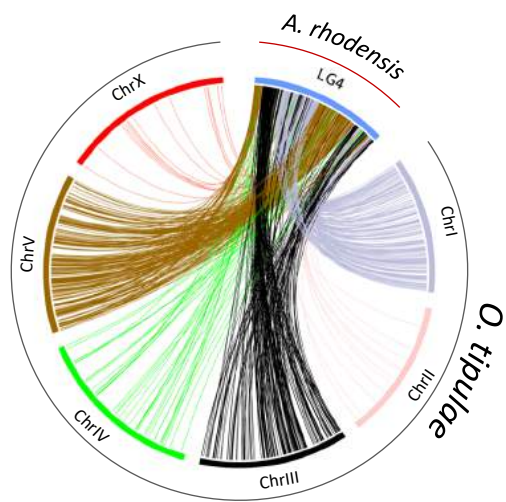 A. rhodensis
LG4
ChrX
ChrI
ChrV
O. tipulae
ChrII
ChrIV
ChrIII